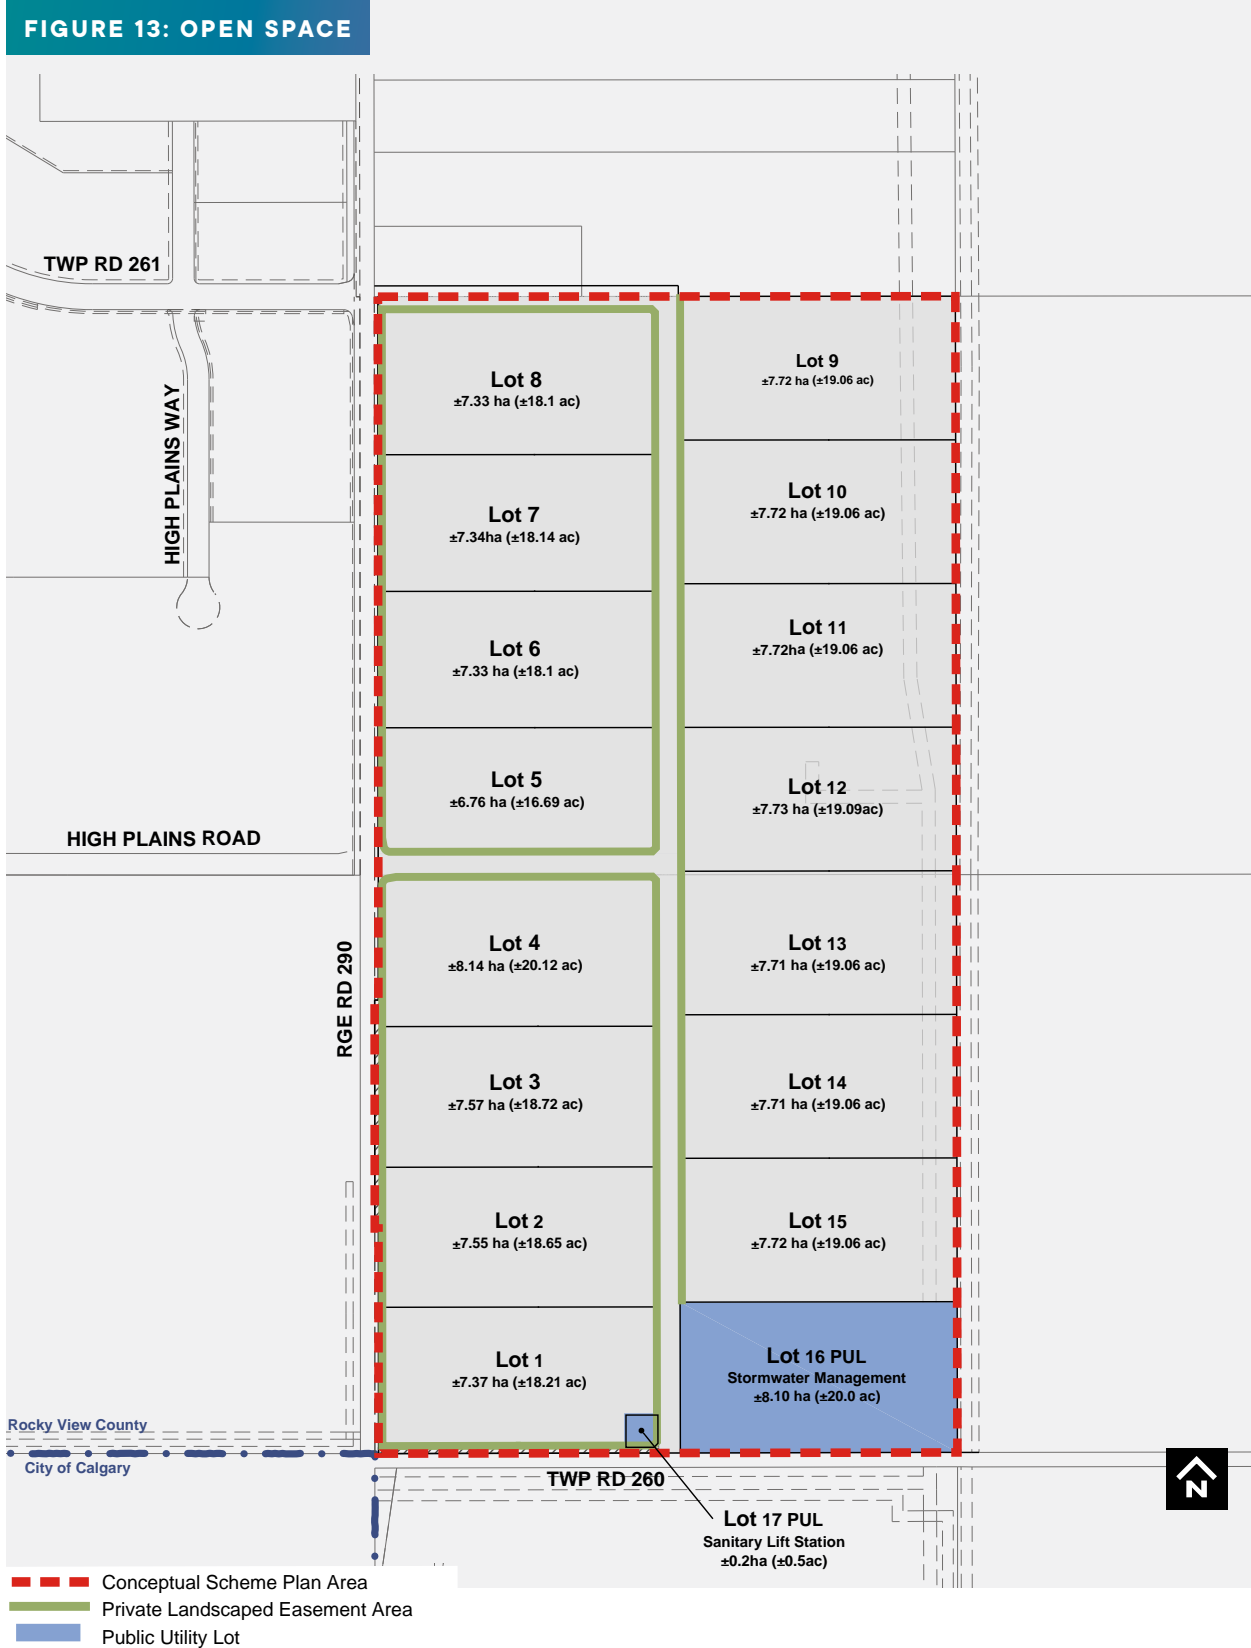 FIGURE 13: OPEN SPACE
TWP RD 261
HIGH PLAINS WAY
HIGH PLAINS ROAD
RGE RD 290
Lot 8
±7.33 ha (±18.1 ac)
Lot 7
±7.34ha (±18.14 ac)
Lot 6
±7.33 ha (±18.1 ac)
Lot 5
±6.76 ha (±16.69 ac)
Lot 4
±8.14 ha (±20.12 ac)
Lot 3
±7.57 ha (±18.72 ac)
Lot 2
±7.55 ha (±18.65 ac)
Lot 1
±7.37 ha (±18.21 ac)
Lot 9
±7.72 ha (±19.06 ac)
Lot 10
±7.72 ha (±19.06 ac)
Lot 11
±7.72ha (±19.06 ac)
Lot 12
±7.73 ha (±19.09ac)
Lot 13
±7.71 ha (±19.06 ac)
Lot 14
±7.71 ha (±19.06 ac)
Lot 15
±7.72 ha (±19.06 ac)
Lot 16 PUL
Stormwater Management
±8.10 ha (±20.0 ac)
Rocky View County
City of Calgary
TWP RD 260
Lot 17 PUL
Sanitary Lift Station
±0.2ha (±0.5ac)
N
Conceptual Scheme Plan Area
Private Landscaped Easement Area
Public Utility Lot